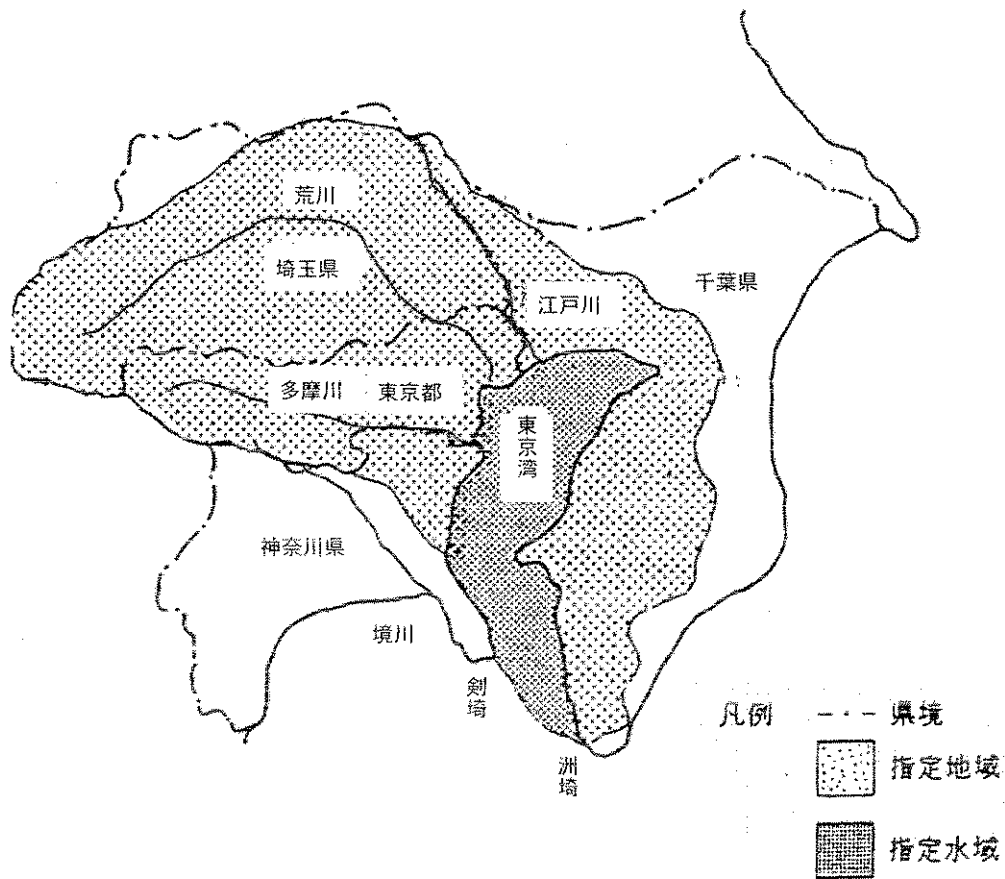 荒川
埼玉県
千葉県
江戸川
多摩川
東京都
東京湾
神奈川県
境川
剣埼
洲埼
凡例
県境
指定地域
指定水域